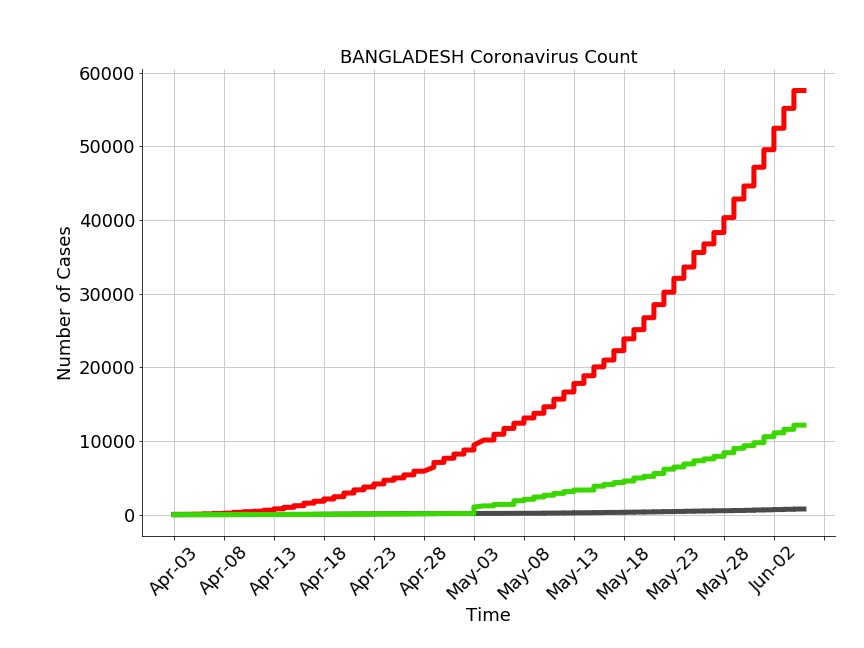 BANGLADESH Coronavirus Count
60000
50000
40000
30000
20000
10000
0
Number of Cases
Apr-03
Apr-08
Apr-13
Apr-18
Apr-23
Apr-28
May-03
May-08
May-13
May-18
May-23
May-28
Jun-02
Time